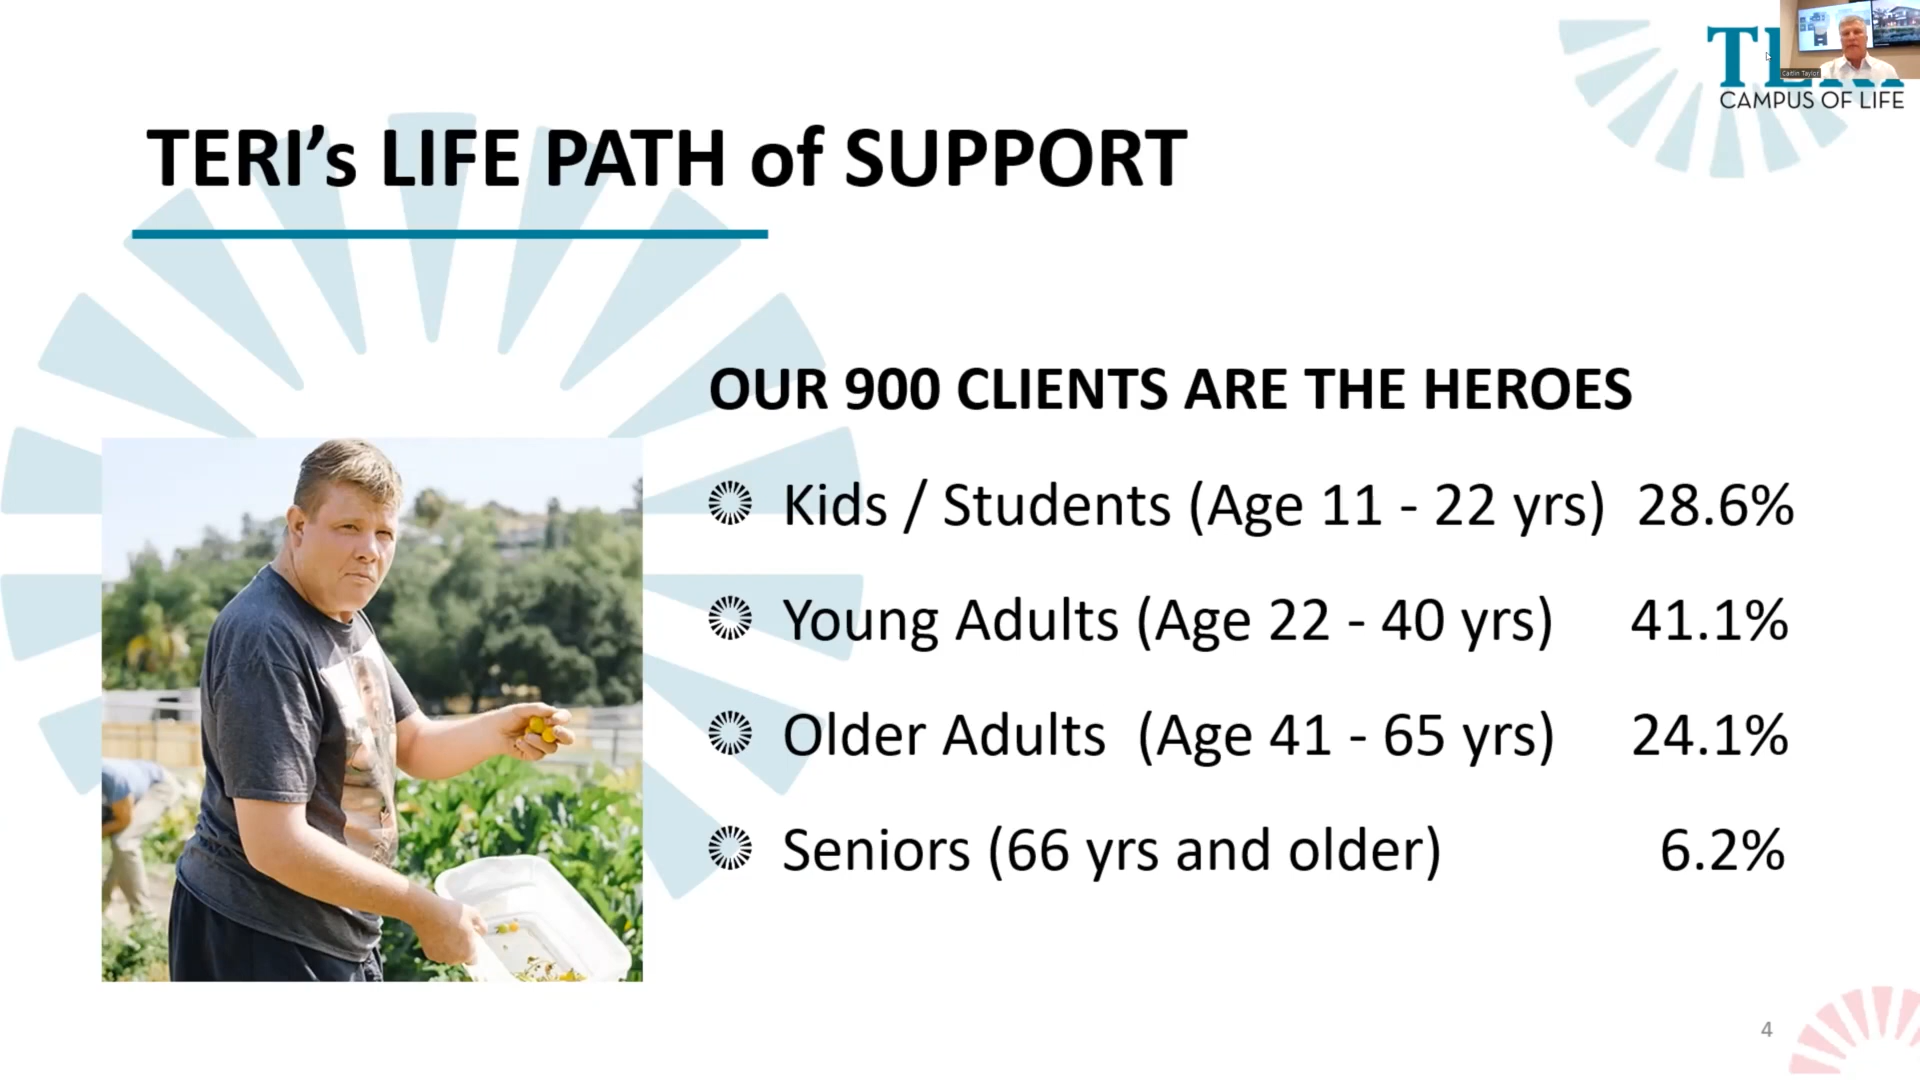 CAMPUS OF LIFE
Caitlin Taylor
TERI’s LIFE PATH of SUPPORT
OUR 900 CLIENTS ARE THE HEROES
Kids / Students (Age 11 - 22 yrs) 28.6%
Young Adults (Age 22 - 40 yrs) 41.1%
Older Adults (Age 41 - 65 yrs) 24.1%
Seniors (66 yrs and older) 6.2%
4